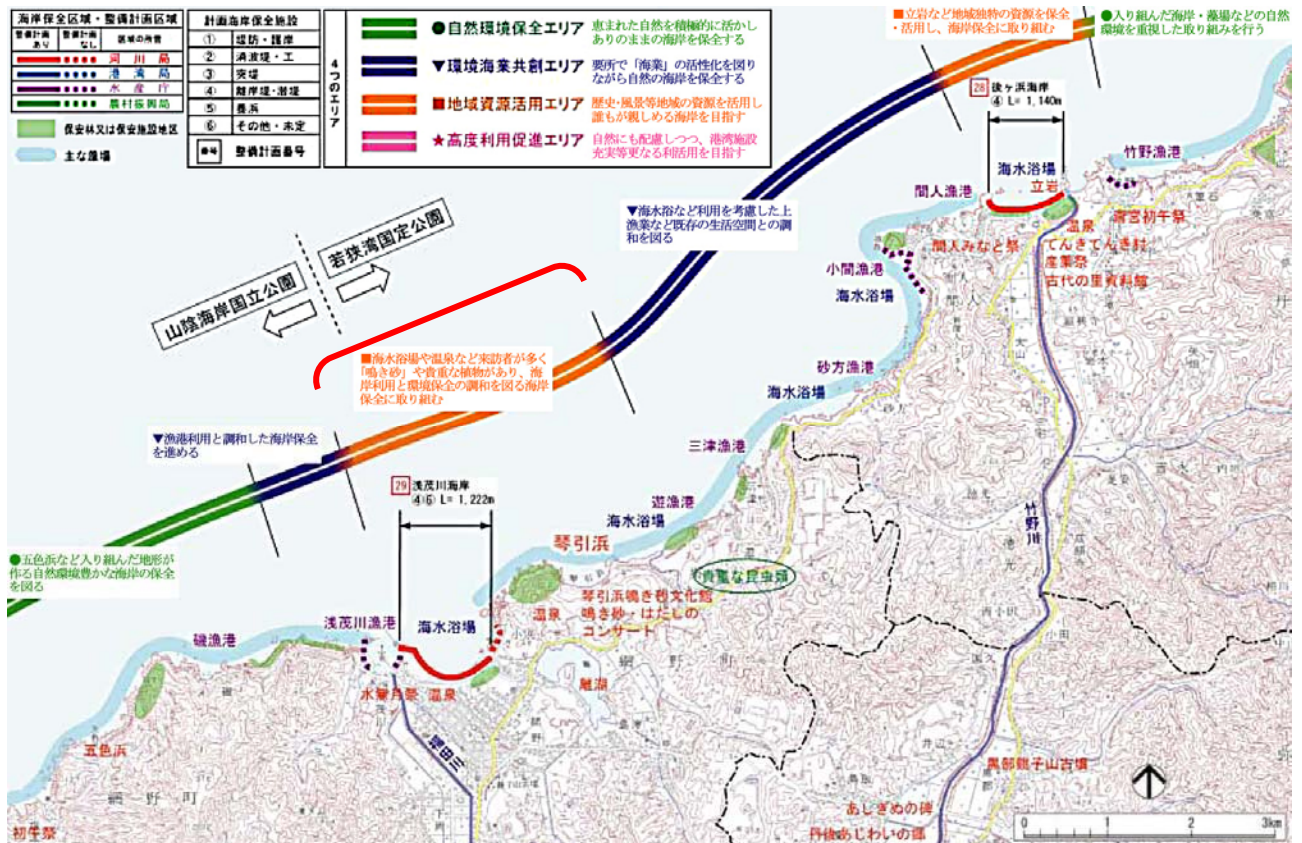 海岸保全区域・整備計画区域
整備計画あり
整備計画なし
区域の所管
河川局
港湾局
水産庁
農村振興局
保安林又は保安施設地区
主な藻場
計画海岸保全施設
① 堤防・護岸
② 消波堤・工
③ 突堤
④ 離岸堤・潜堤
⑤ 養浜
⑥ その他・未定
番号 整備計画番号
4つのエリア
●自然環境保全エリア
恵まれた自然を積極的に活かし
ありのままの海岸を保全する
▼環境海業共創エリア
要所で「海業」の活性化を図り
ながら自然の海岸を保全する
■地域資源活用エリア
歴史・風景等地域の資源を活用し
誰もが親しめる海岸を目指す
★高度利用促進エリア
自然にも配慮しつつ、港湾施設
充実等更なる利活用を目指す
■立岩など地域独特の資源を保全
・活用し、海岸保全に取り組む
●入り組んだ海岸・藻場などの自然
環境を重視した取り組みを行う
28 後ヶ浜海岸
④ L= 1,140m
竹野漁港
海水浴場
間人漁港
立岩
斎宮初午祭
温泉
間人みなと祭
てんきてんき村
産業祭
古代の里資料館
▼海水浴など利用を考慮した上
漁業など既存の生活空間との調
和を図る
小間漁港
海水浴場
若狭湾国定公園
山陰海岸国立公園
■海水浴場や温泉など来訪者が多く
「鳴き砂」や貴重な植物があり、海
岸利用と環境保全の調和を図る海岸
保全に取り組む
砂方漁港
海水浴場
▼漁港利用と調和した海岸保全
を進める
三津漁港
29 浅茂川海岸
④⑥ L= 1,222m
遊漁港
海水浴場
竹野川
琴引浜
貴重な昆虫類
●五色浜など入り組んだ地形が
作る自然環境豊かな海岸の保全
を図る
琴引浜鳴き砂文化館
鳴き砂・はだしの
コンサート
温泉
浅茂川漁港
海水浴場
磯漁港
離湖
網野町
水無月祭
温泉
福田川
五色浜
網野町
黒部銚子山古墳
あしぎぬの碑
丹後あじわいの郷
初午祭
0 1 2 3km